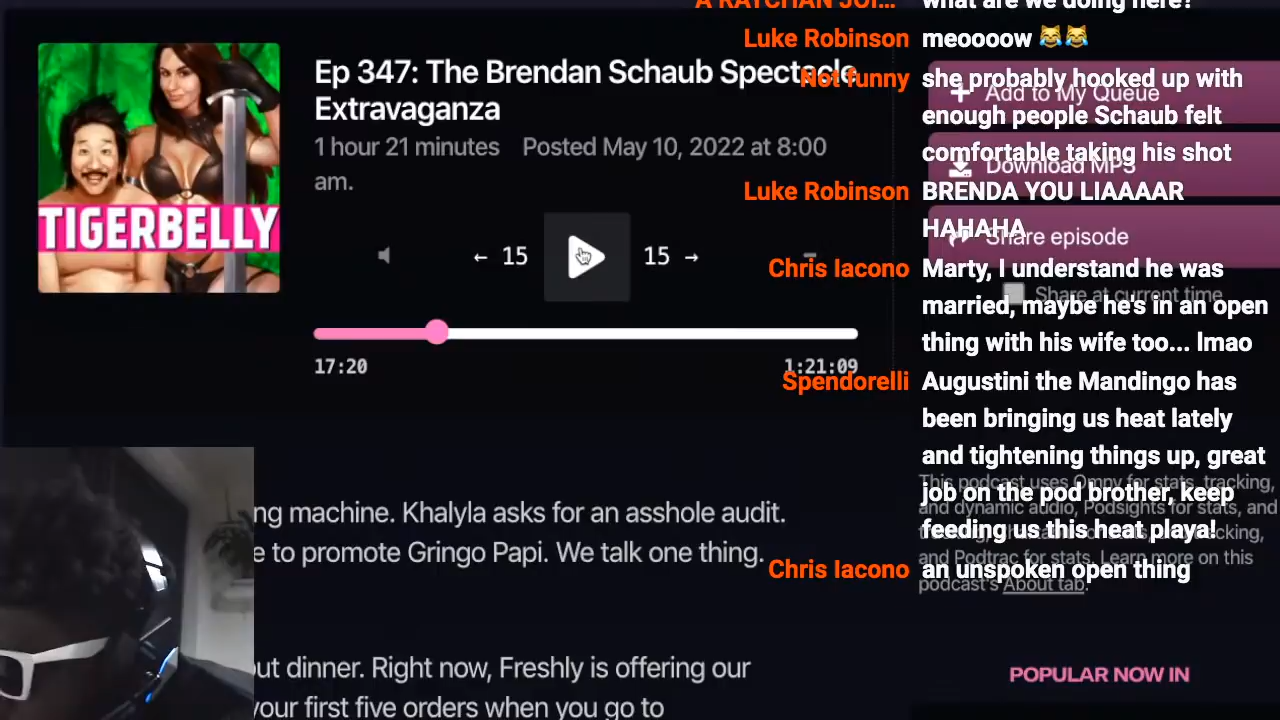 A RAYCHAN JOI... what are we doing here?
Luke Robinson meoooow 😹😹
Not funny she probably hooked up with
enough people Schaub felt
comfortable taking his shot
Luke Robinson BRENDA YOU LIAAAAR
HAHAHA
Chris Iacono Marty, I understand he was
married, maybe he's in an open
thing with his wife too... lmao
Spendorelli Augustini the Mandingo has
been bringing us heat lately
and tightening things up, great
job on the pod brother, keep
feeding us this heat playa!
Chris Iacono an unspoken open thing
TIGERBELLY
Ep 347: The Brendan Schaub Spectacle
Extravaganza
1 hour 21 minutes Posted May 10, 2022 at 8:00
am.
← 15 15 →
17:20 1:21:09
Add to My Queue
Download MP3
Share episode
Share at current time
ng machine. Khalyla asks for an asshole audit.
e to promote Gringo Papi. We talk one thing.
out dinner. Right now, Freshly is offering our
your first five orders when you go to
This podcast uses Omny for stats, tracking,
and dynamic audio, Podsights for stats, and
and Podtrac for stats. Learn more on this
podcast's About tab.
POPULAR NOW IN